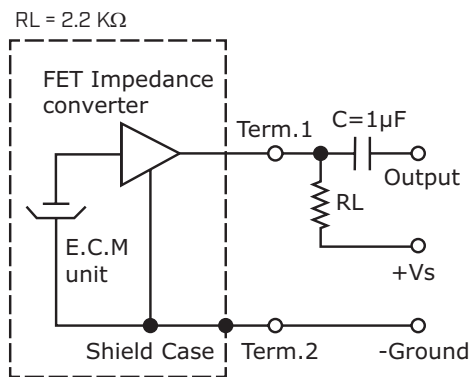 RL = 2.2 KΩ
FET Impedance
converter
Term.1
C=1µF
Output
RL
+Vs
E.C.M
unit
Shield Case
Term.2
-Ground